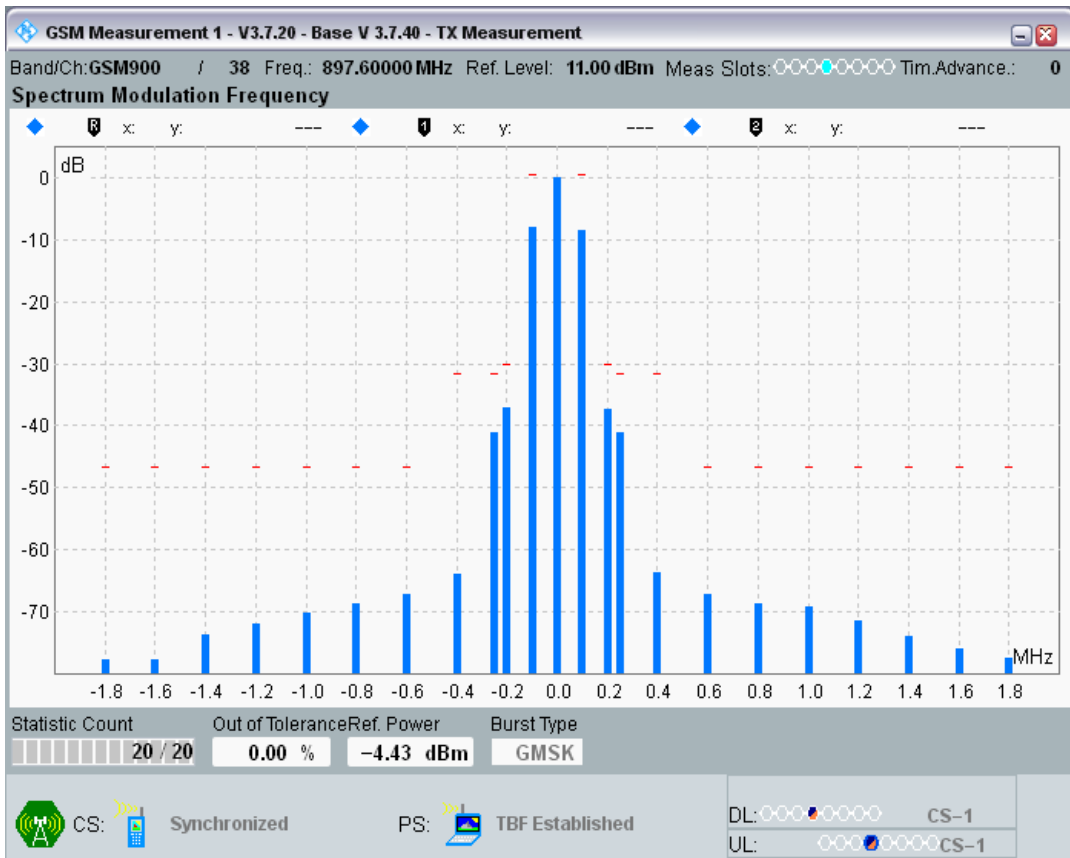 GSM Measurement 1 - V3.7.20 - Base V 3.7.40 - TX Measurement
Band/Ch:GSM900 / 38 Freq.: 897.60000 MHz Ref. Level: 11.00 dBm Meas Slots: Tim.Advance.: 0
Spectrum Modulation Frequency
R x: y: --- 1 x: y: --- 2 x: y: ---
dB
0
-10
-20
-30
-40
-50
-60
-70
MHz
-1.8 -1.6 -1.4 -1.2 -1.0 -0.8 -0.6 -0.4 -0.2 0.0 0.2 0.4 0.6 0.8 1.0 1.2 1.4 1.6 1.8
Statistic Count Out of Tolerance Ref. Power Burst Type
20 / 20 0.00 % -4.43 dBm GMSK
CS: Synchronized PS: TBF Established
DL: CS-1
UL: CS-1